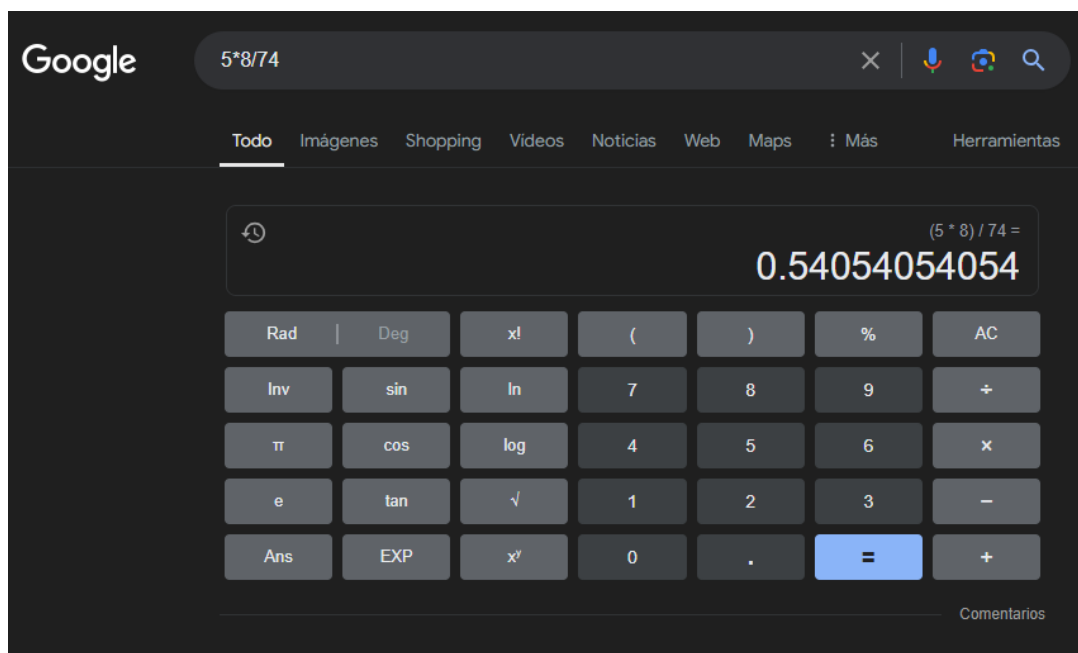 Google 5*8/74
Todo Imágenes Shopping Vídeos Noticias Web Maps Más Herramientas
(5 * 8) / 74 =
0.54054054054
Rad | Deg x! ( ) % AC
Inv sin ln 7 8 9 ÷
π cos log 4 5 6 ×
e tan √ 1 2 3 −
Ans EXP xʸ 0 . = +
Comentarios